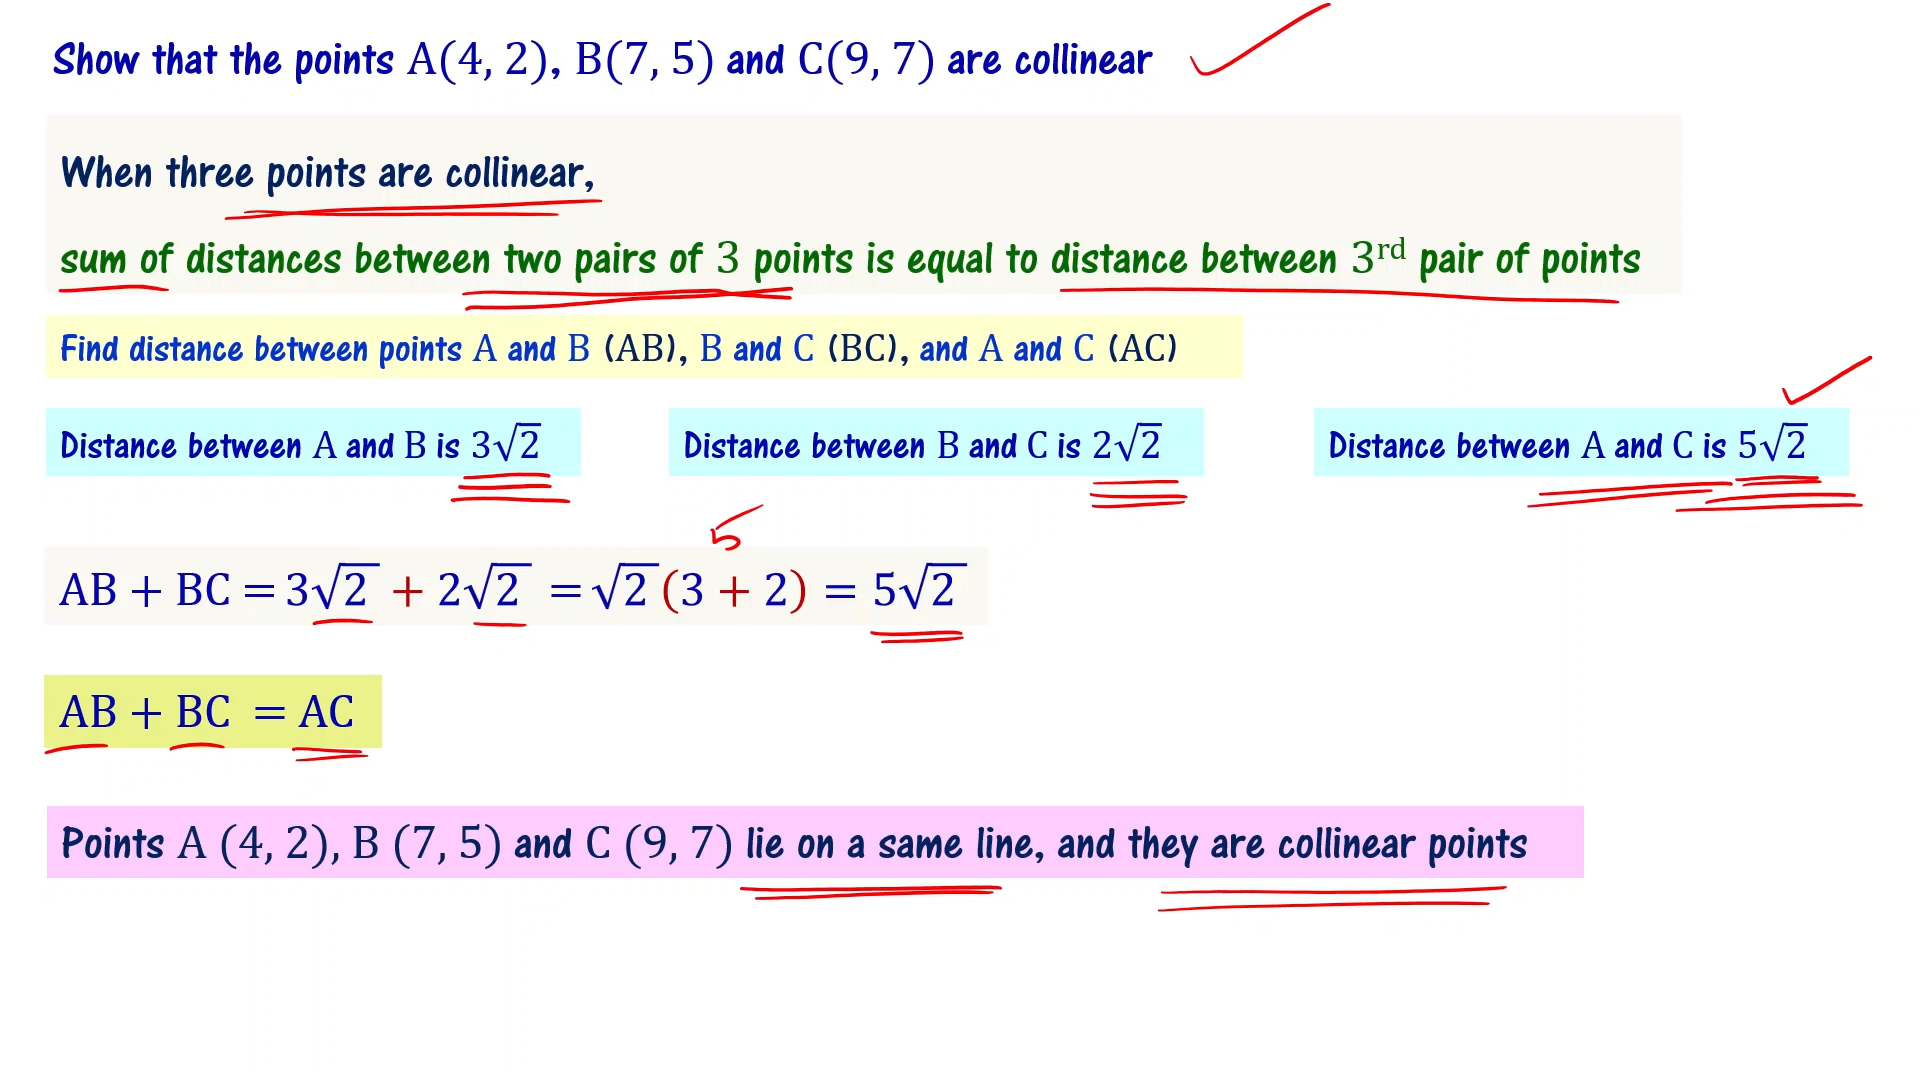 Show that the points A(4, 2), B(7, 5) and C(9, 7) are collinear
When three points are collinear,
sum of distances between two pairs of 3 points is equal to distance between 3rd pair of points
Find distance between points A and B (AB), B and C (BC), and A and C (AC)
Distance between A and B is 3√2
Distance between B and C is 2√2
Distance between A and C is 5√2
5
AB + BC = 3√2 + 2√2 = √2 (3 + 2) = 5√2
AB + BC = AC
Points A (4, 2), B (7, 5) and C (9, 7) lie on a same line, and they are collinear points